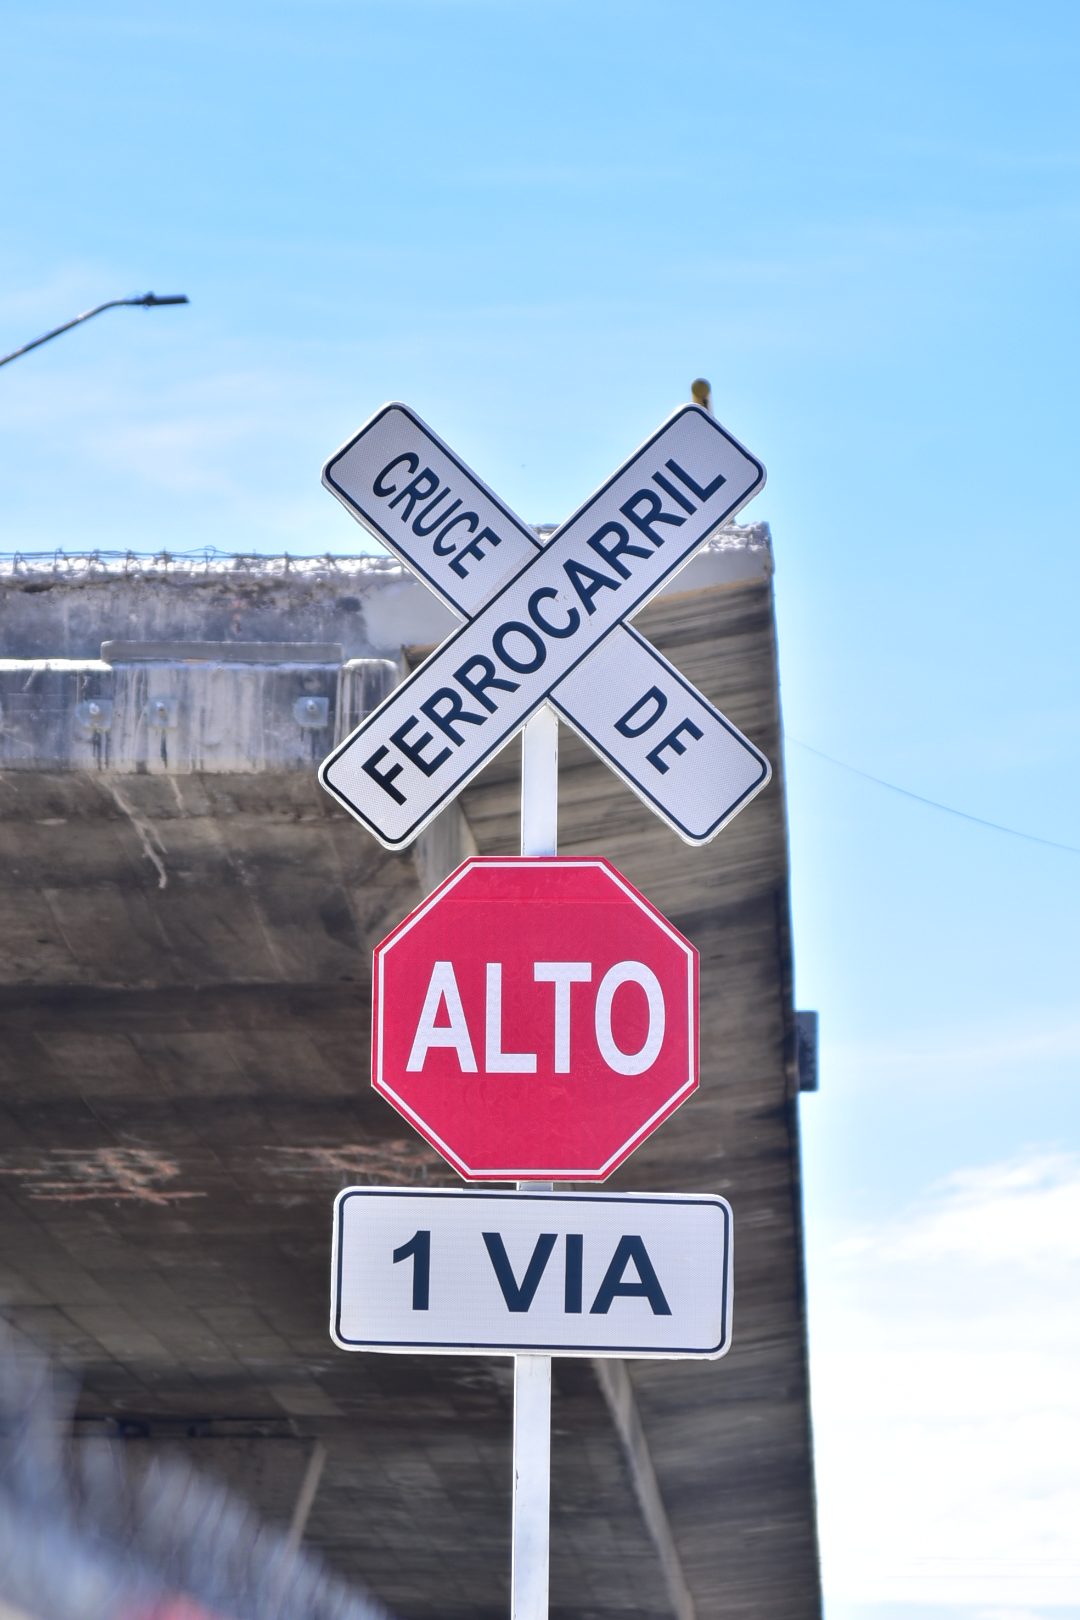 CRUCE
DE
FERROCARRIL
ALTO
1 VIA